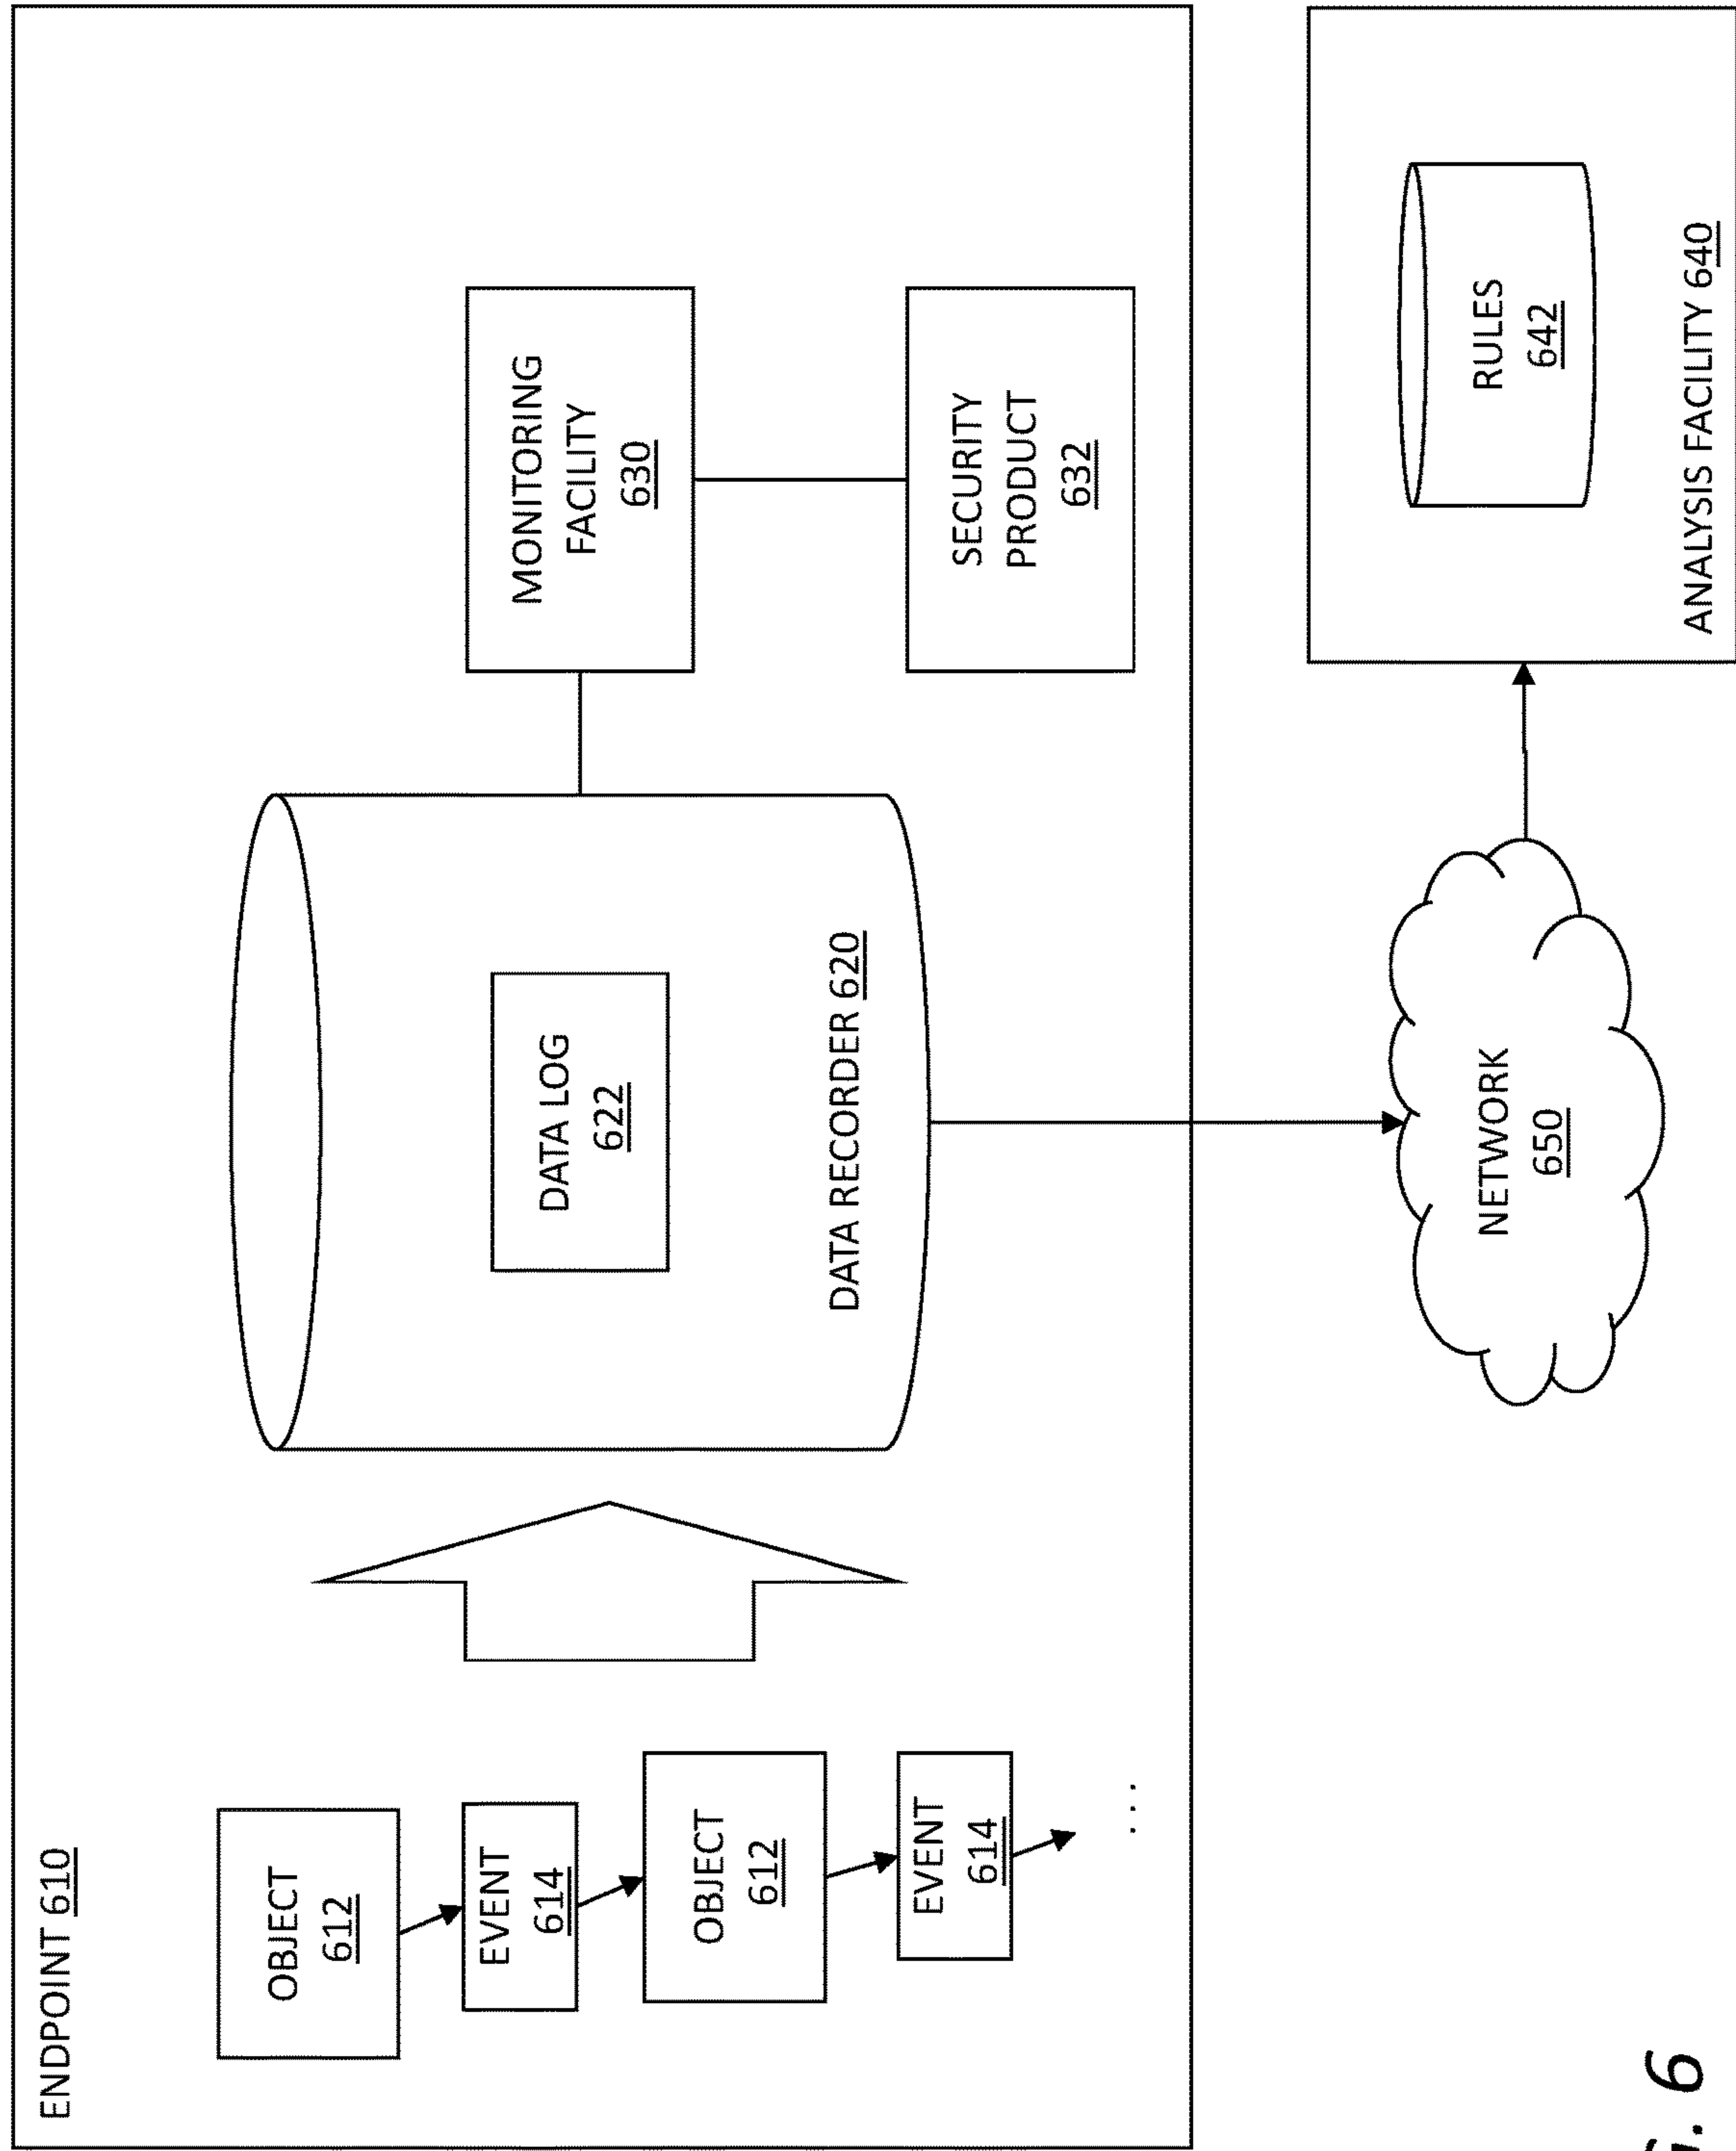 ENDPOINT 610
OBJECT
612
EVENT
614
OBJECT
612
EVENT
614
. . .
DATA LOG
622
DATA RECORDER 620
MONITORING
FACILITY
630
SECURITY
PRODUCT
632
NETWORK
650
RULES
642
ANALYSIS FACILITY 640
G. 6